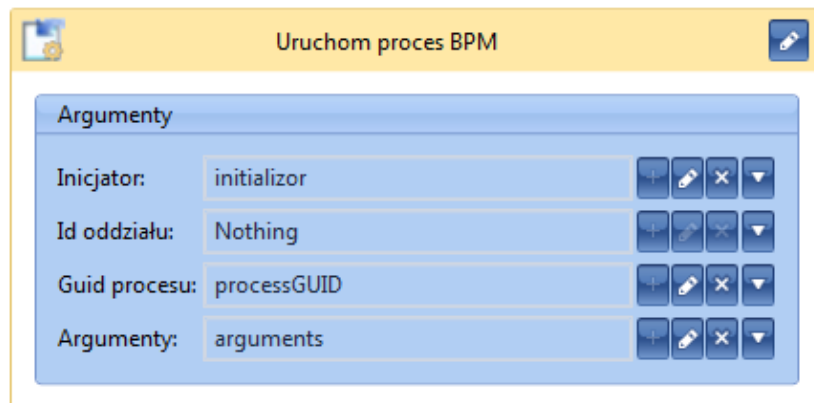 Uruchom proces BPM
Argumenty
Inicjator: initializor
Id oddziału: Nothing
Guid procesu: processGUID
Argumenty: arguments